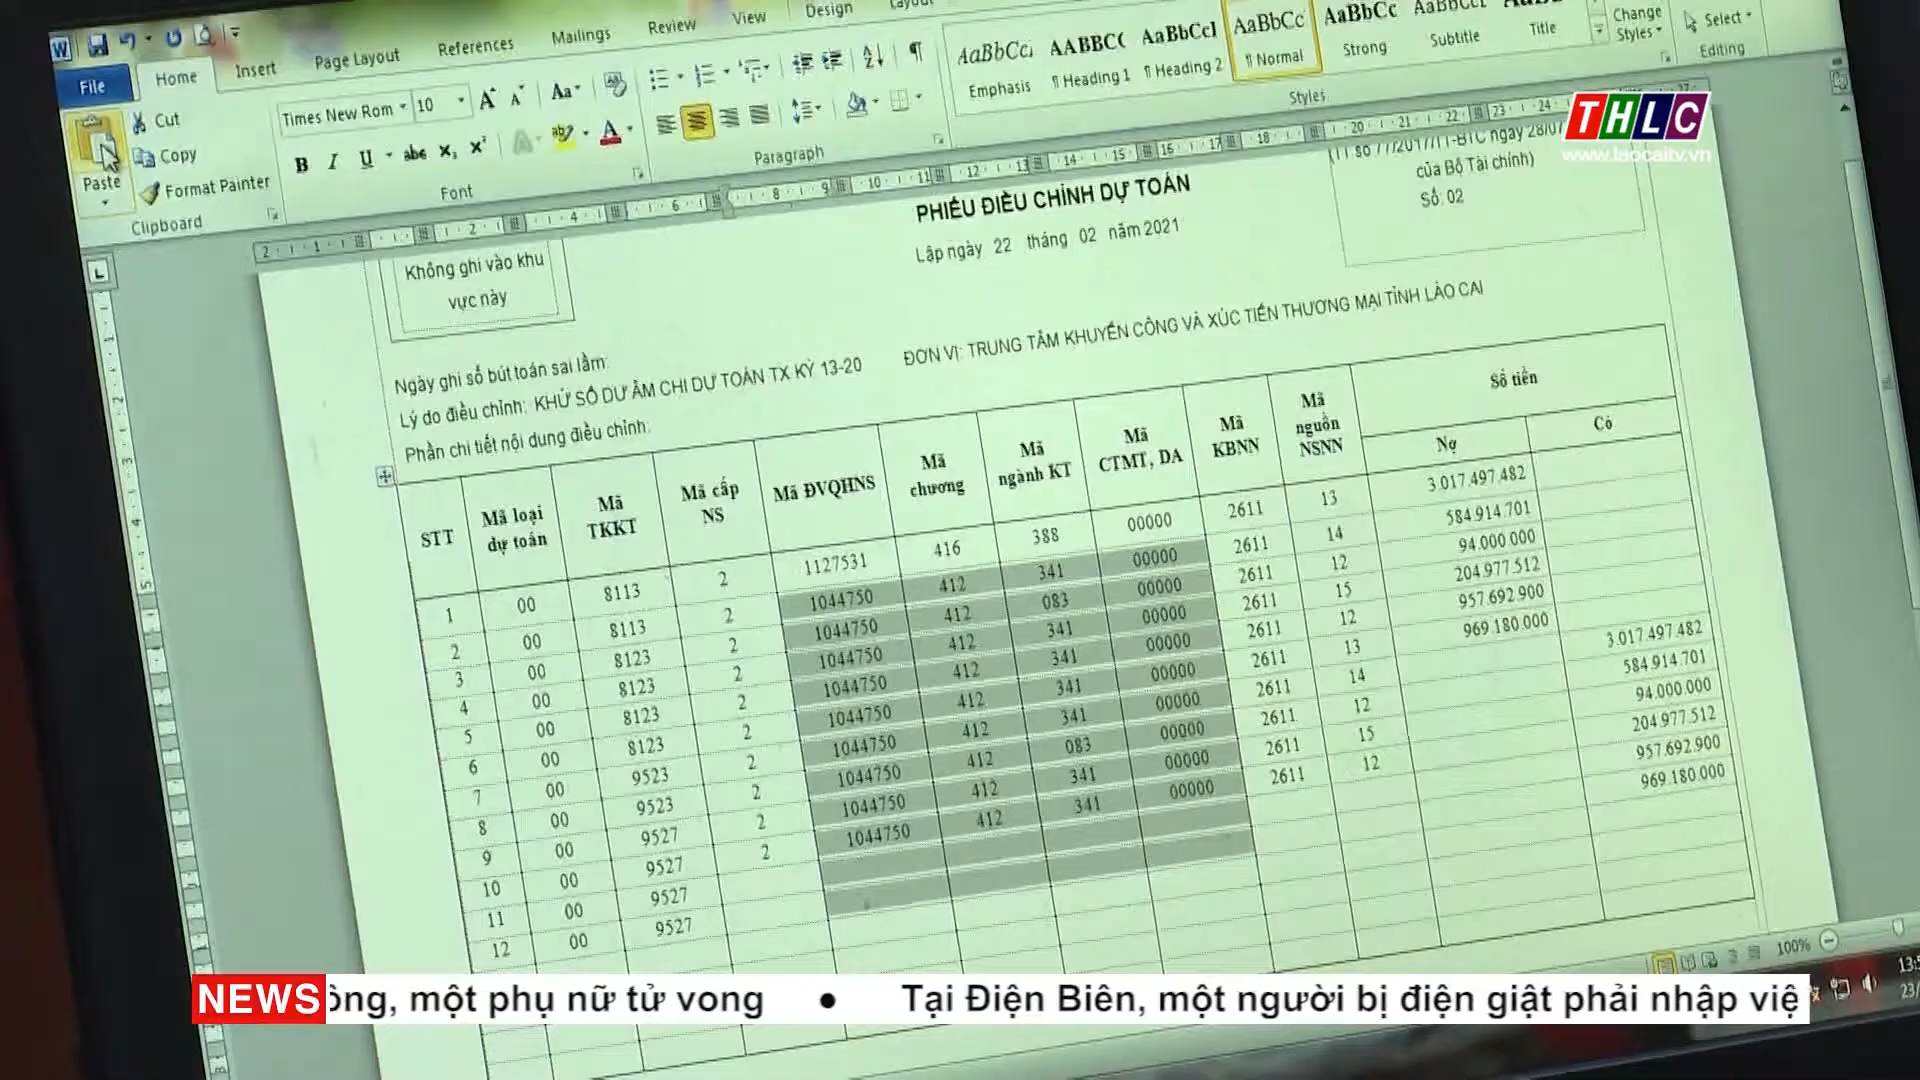 File Home Insert Page Layout References Mailings Review View Design
Cut
Copy
Format Painter
Paste
Clipboard
Times New Rom 10
Font
Paragraph
AaBbCc AABBCC AaBbCcI AaBbCc AaBbCc
Emphasis ¶ Heading 1 ¶ Heading 2 ¶ Normal Strong Subtitle Title
Styles
Change Styles
Select
Editing
THLC
www.laocaitv.vn
của Bộ Tài chính)
Số: 02
PHIẾU ĐIỀU CHỈNH DỰ TOÁN
Lập ngày 22 tháng 02 năm 2021
Không ghi vào khu
vực này
Ngày ghi sổ bút toán sai lầm:
Lý do điều chỉnh: KHỬ SỐ DƯ ÂM CHI DỰ TOÁN TX KỲ 13-20 ĐƠN VỊ: TRUNG TÂM KHUYẾN CÔNG VÀ XÚC TIẾN THƯƠNG MẠI TỈNH LÀO CAI
Phần chi tiết nội dung điều chỉnh:
STT Mã loại dự toán Mã TKKT Mã cấp NS Mã ĐVQHNS Mã chương Mã ngành KT Mã CTMT, DA Mã KBNN Mã nguồn NSNN Số tiền
Nợ Có
1 00 8113 2 1127531 416 388 00000 2611 13 3.017.497.482
2 00 8113 2 1044750 412 341 00000 2611 14 584.914.701
3 00 8123 2 1044750 412 083 00000 2611 12 94.000.000
4 00 8123 2 1044750 412 341 00000 2611 15 204.977.512
5 00 8123 2 1044750 412 341 00000 2611 12 957.692.900
6 00 8123 2 1044750 412 341 00000 2611 13 969.180.000
7 00 9523 2 1044750 412 341 00000 2611 14 3.017.497.482
8 00 9523 2 1044750 412 083 00000 2611 12 584.914.701
9 00 9527 2 1044750 412 341 00000 2611 15 94.000.000
10 00 9527 2 1044750 412 341 00000 2611 12 204.977.512
11 00 9527 957.692.900
12 00 9527 969.180.000
100%
NEWS ông, một phụ nữ tử vong ● Tại Điện Biên, một người bị điện giật phải nhập việ